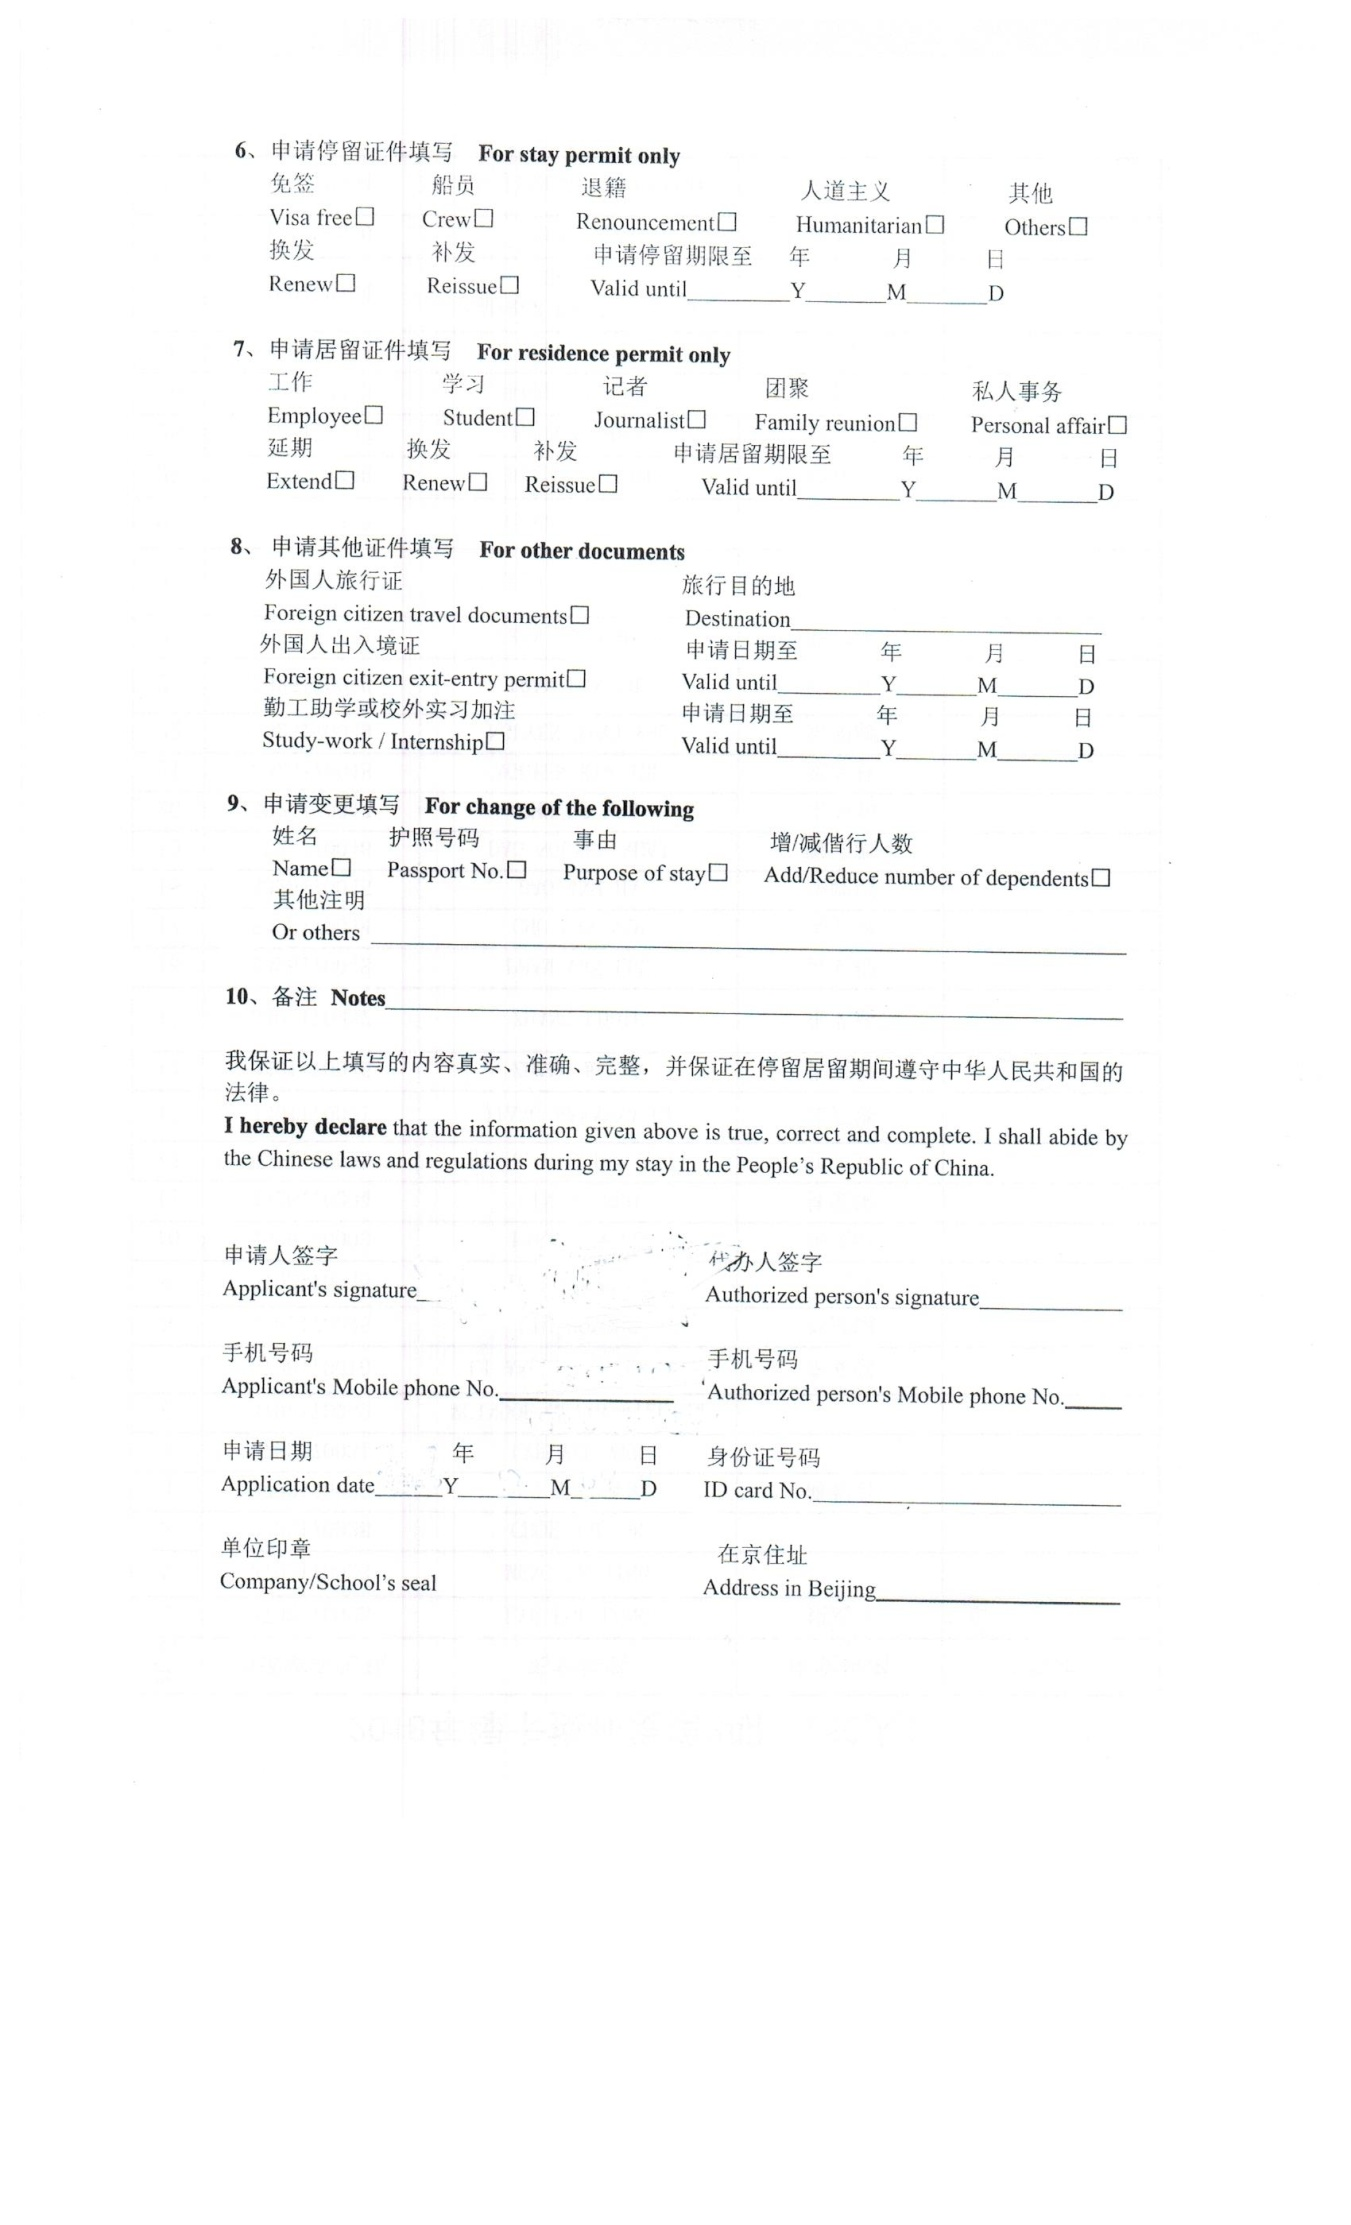 6、申请停留证件填写 For stay permit only
免签 船员 退籍 人道主义 其他
Visa free□ Crew□ Renouncement□ Humanitarian□ Others□
换发 补发 申请停留期限至 年 月 日
Renew□ Reissue□ Valid until________Y______M______D
7、申请居留证件填写 For residence permit only
工作 学习 记者 团聚 私人事务
Employee□ Student□ Journalist□ Family reunion□ Personal affair□
延期 换发 补发 申请居留期限至 年 月 日
Extend□ Renew□ Reissue□ Valid until________Y______M______D
8、申请其他证件填写 For other documents
外国人旅行证 旅行目的地
Foreign citizen travel documents□ Destination________________________
外国人出入境证 申请日期至 年 月 日
Foreign citizen exit-entry permit□ Valid until________Y______M______D
勤工助学或校外实习加注 申请日期至 年 月 日
Study-work / Internship□ Valid until________Y______M______D
9、申请变更填写 For change of the following
姓名 护照号码 事由 增/减偕行人数
Name□ Passport No.□ Purpose of stay□ Add/Reduce number of dependents□
其他注明
Or others ____________________________________________
10、备注 Notes____________________________________________
我保证以上填写的内容真实、准确、完整，并保证在停留居留期间遵守中华人民共和国的
法律。
I hereby declare that the information given above is true, correct and complete. I shall abide by
the Chinese laws and regulations during my stay in the People's Republic of China.
申请人签字 代办人签字
Applicant's signature_ Authorized person's signature___________
手机号码 手机号码
Applicant's Mobile phone No._____________ Authorized person's Mobile phone No.____
申请日期 年 月 日 身份证号码
Application date_____Y___ ___M_ ____D ID card No.________________________
单位印章 在京住址
Company/School's seal Address in Beijing___________________